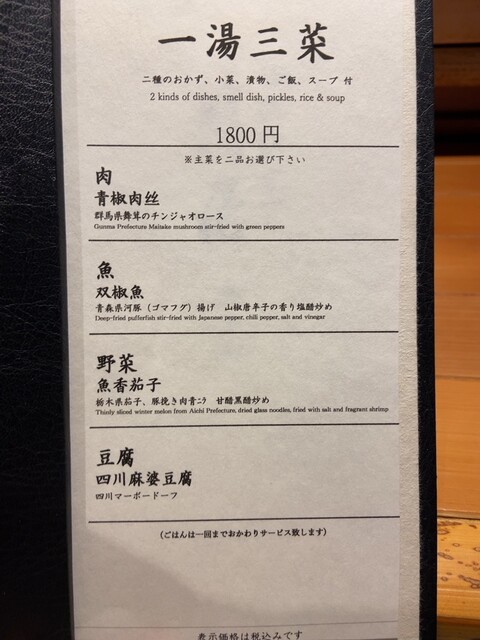 一湯三菜
二種のおかず、小菜、漬物、ご飯、スープ 付
2 kinds of dishes, smell dish, pickles, rice & soup
1800 円
※主菜を二品お選び下さい
肉
青椒肉丝
群馬県舞茸のチンジャオロース
Gunma Prefecture Maitake mushroom stir-fried with green peppers
魚
双椒魚
青森県河豚（ゴマフグ）揚げ 山椒唐辛子の香り塩醋炒め
Deep-fried pufferfish stir-fried with Japanese pepper, chili pepper, salt and vinegar
野菜
魚香茄子
栃木県茄子、豚挽き肉青ﾆﾗ 甘醋黒醋炒め
Thinly sliced winter melon from Aichi Prefecture, dried glass noodles, fried with salt and fragrant shrimp
豆腐
四川麻婆豆腐
四川マーボードーフ
（ごはんは一回までおかわりサービス致します）
表示価格は税込みです